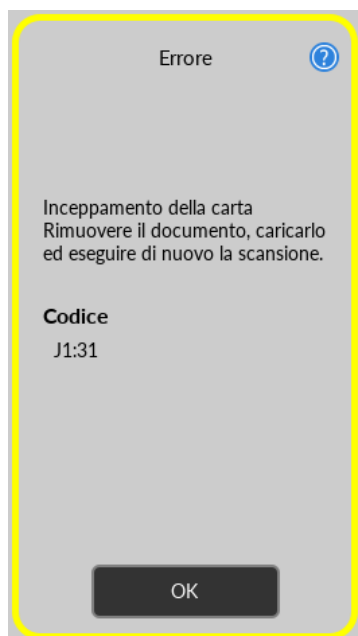 Errore
?
Inceppamento della carta
Rimuovere il documento, caricarlo
ed eseguire di nuovo la scansione.
Codice
J1:31
OK